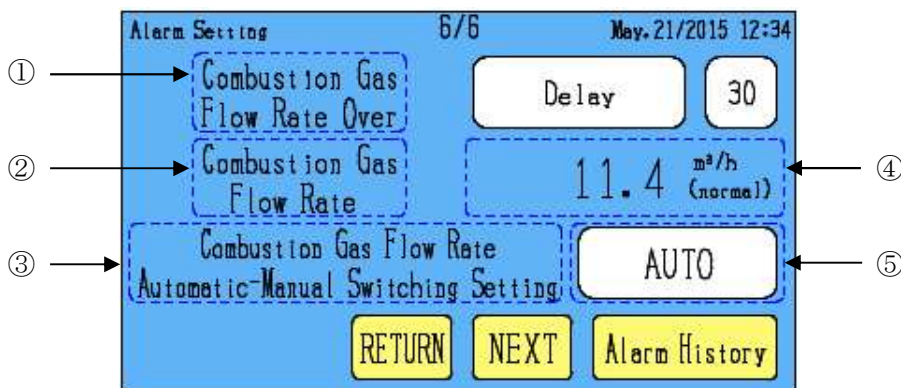 Alarm Setting 6/6 May.21/2015 12:34
① Combustion Gas
Flow Rate Over
Delay 30
② Combustion Gas
Flow Rate
11.4 m³/h
(normal)
④
③ Combustion Gas Flow Rate
Automatic-Manual Switching Setting
AUTO ⑤
RETURN NEXT Alarm History